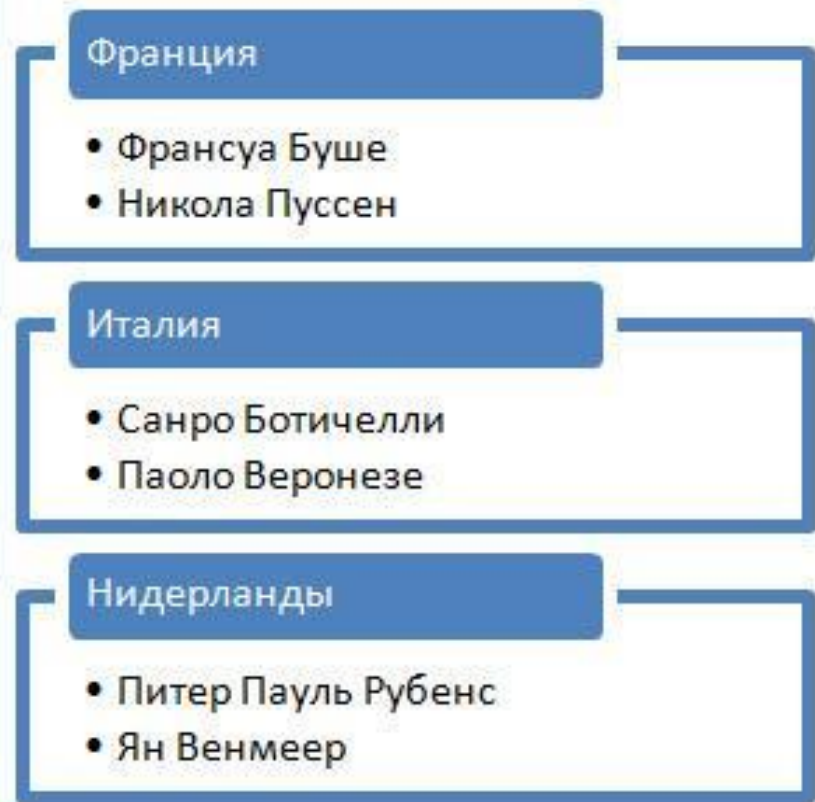 Франция
• Франсуа Буше
• Никола Пуссен
Италия
• Санро Ботичелли
• Паоло Веронезе
Нидерланды
• Питер Пауль Рубенс
• Ян Венмеер